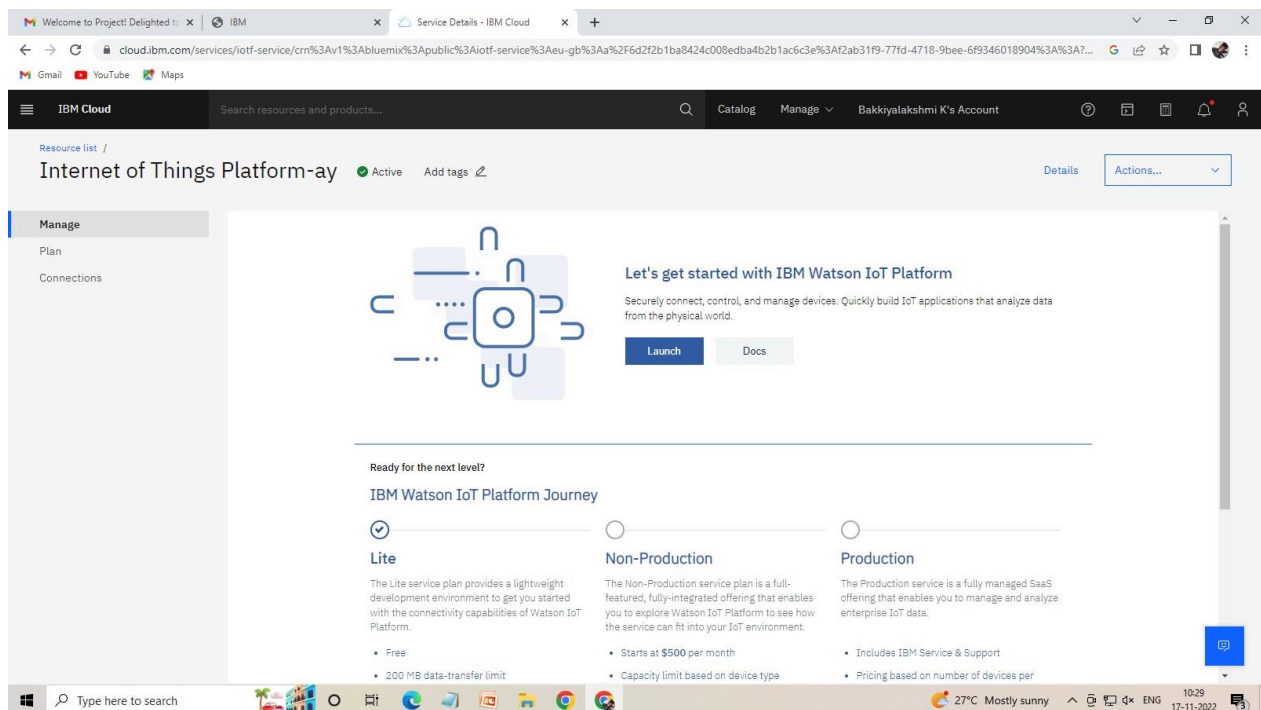 Welcome to Project! Delighted to
IBM
Service Details - IBM Cloud
cloud.ibm.com/services/iotf-service/crn%3Av1%3Abluemix%3Apublic%3Aiotf-service%3Aeu-gb%3Aa%2F6d2f2b1ba8424c008edba4b2b1ac6c3e%3Af2ab31f9-77fd-4718-9bee-6f9346018904%3A%3A?...
Gmail YouTube Maps
IBM Cloud Search resources and products... Catalog Manage Bakkiyalakshmi K's Account
Resource list /
Internet of Things Platform-ay Active Add tags Details Actions...
Manage
Plan
Connections
Let's get started with IBM Watson IoT Platform
Securely connect, control, and manage devices. Quickly build IoT applications that analyze data
from the physical world.
Launch Docs
Ready for the next level?
IBM Watson IoT Platform Journey
Lite
The Lite service plan provides a lightweight
development environment to get you started
with the connectivity capabilities of Watson IoT
Platform.
• Free
• 200 MB data-transfer limit
Non-Production
The Non-Production service plan is a full-
featured, fully-integrated offering that enables
you to explore Watson IoT Platform to see how
the service can fit into your IoT environment.
• Starts at $500 per month
• Capacity limit based on device type
Production
The Production service is a fully managed SaaS
offering that enables you to manage and analyze
enterprise IoT data.
• Includes IBM Service & Support
• Pricing based on number of devices per
Type here to search
27°C Mostly sunny ENG
10:29
17-11-2022
3